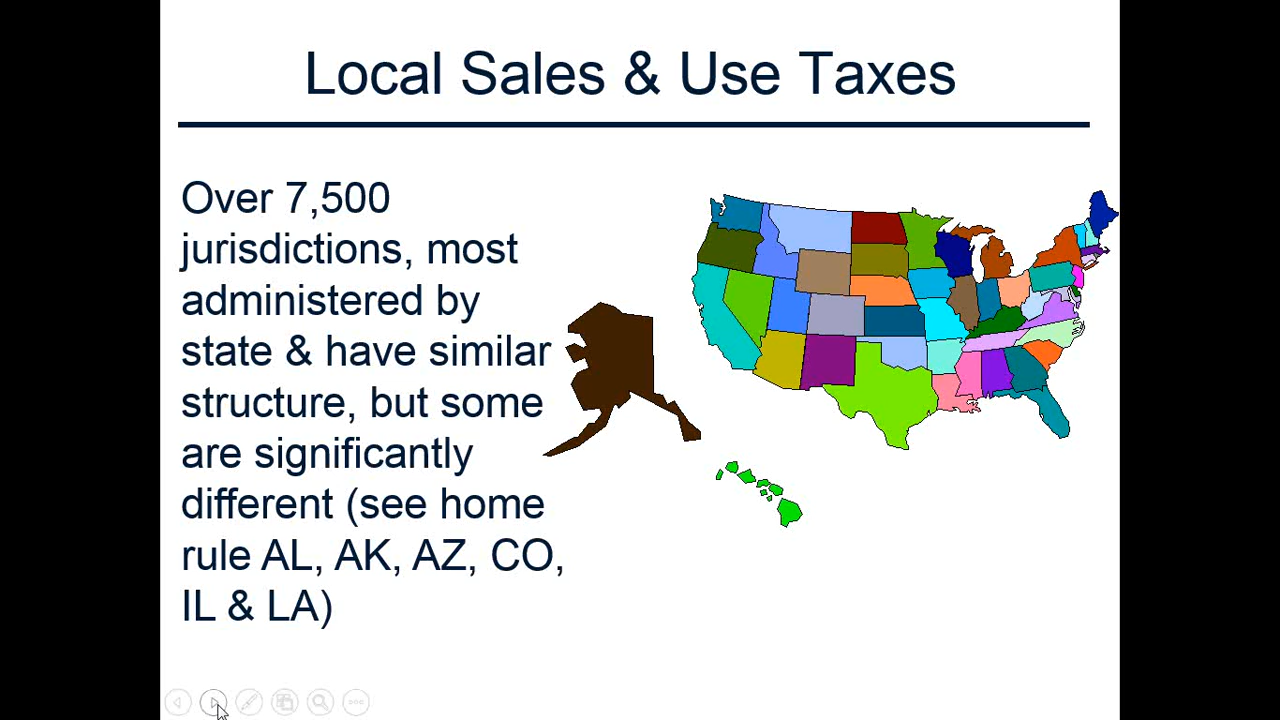 Local Sales & Use Taxes
Over 7,500
jurisdictions, most
administered by
state & have similar
structure, but some
are significantly
different (see home
rule AL, AK, AZ, CO,
IL & LA)